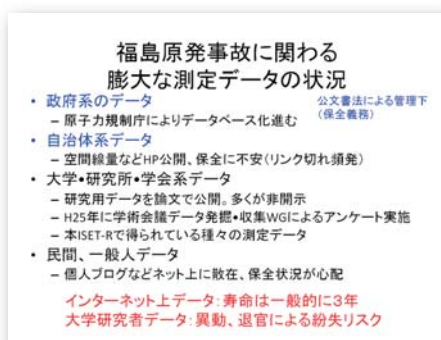 福島原発事故に関わる
膨大な測定データの状況
• 政府系のデータ
公文書法による管理下
(保全義務)
– 原子力規制庁によりデータベース化進む
• 自治体系データ
– 空間線量などHP公開、保全に不安(リンク切れ頻発)
• 大学•研究所•学会系データ
– 研究用データを論文で公開。多くが非開示
– H25年に学術会議データ発掘•収集WGによるアンケート実施
– 本ISET-Rで得られている種々の測定データ
• 民間、一般人データ
– 個人ブログなどネット上に散在、保全状況が心配
インターネット上データ:寿命は一般的に3年
大学研究者データ:異動、退官による紛失リスク